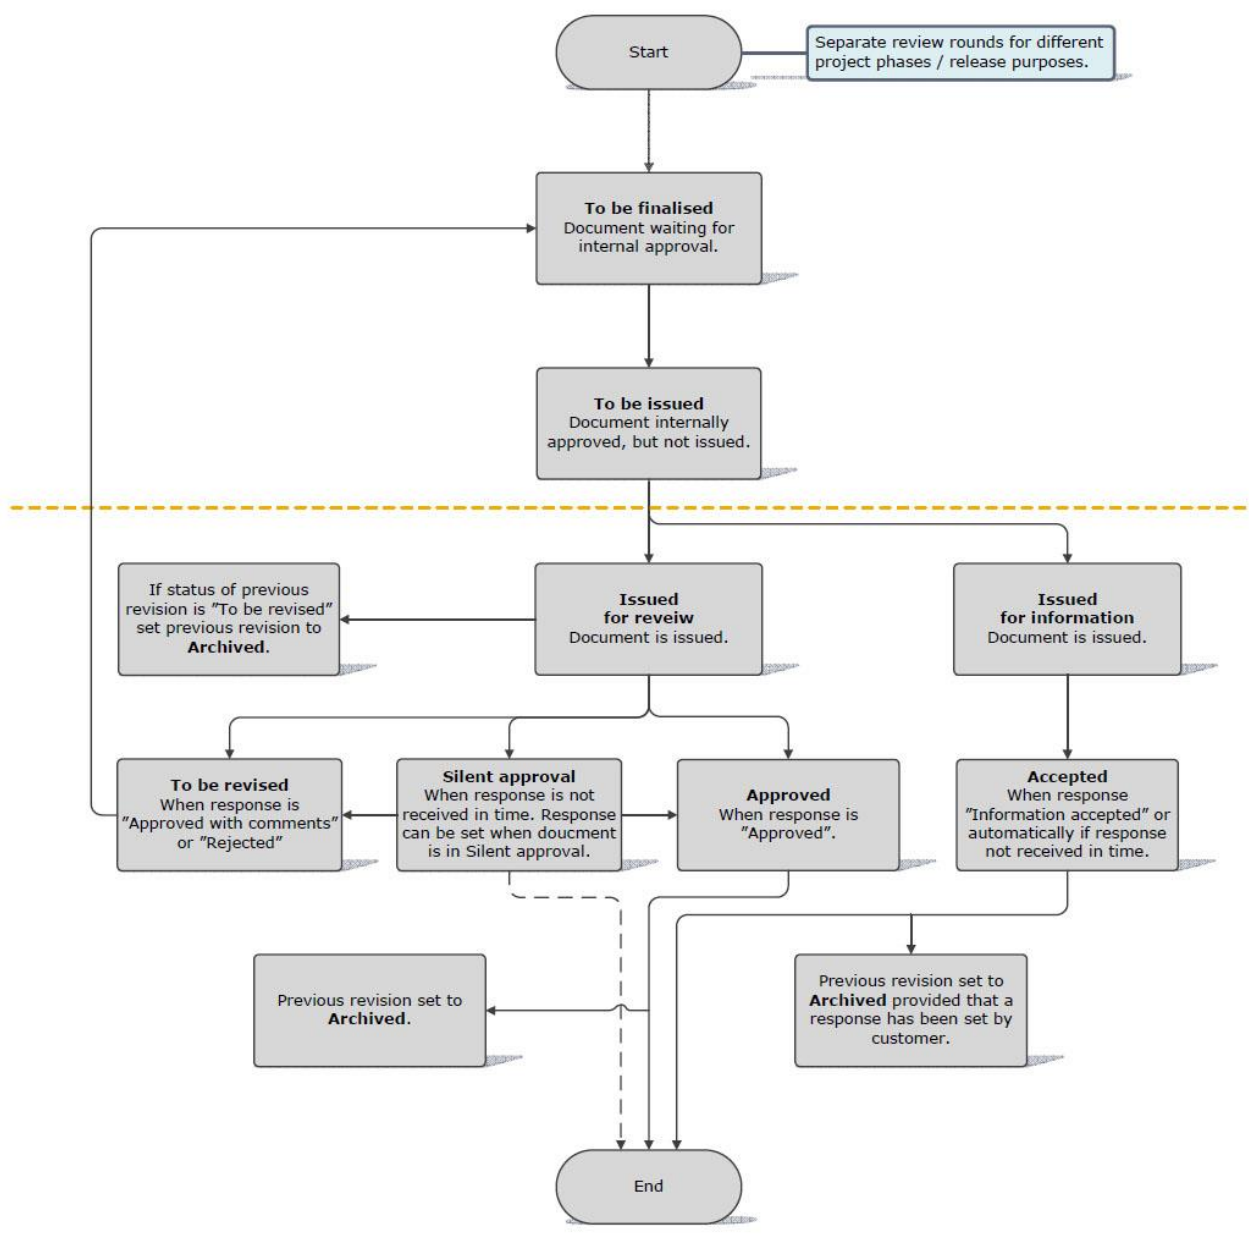 Start
Separate review rounds for different
project phases / release purposes.
To be finalised
Document waiting for
internal approval.
To be issued
Document internally
approved, but not issued.
If status of previous
revision is ”To be revised”
set previous revision to
Archived.
Issued
for reveiw
Document is issued.
Issued
for information
Document is issued.
To be revised
When response is
”Approved with comments”
or ”Rejected”
Silent approval
When response is not
received in time. Response
can be set when doucment
is in Silent approval.
Approved
When response is
”Approved”.
Accepted
When response
”Information accepted” or
automatically if response
not received in time.
Previous revision set to
Archived.
Previous revision set to
Archived provided that a
response has been set by
customer.
End